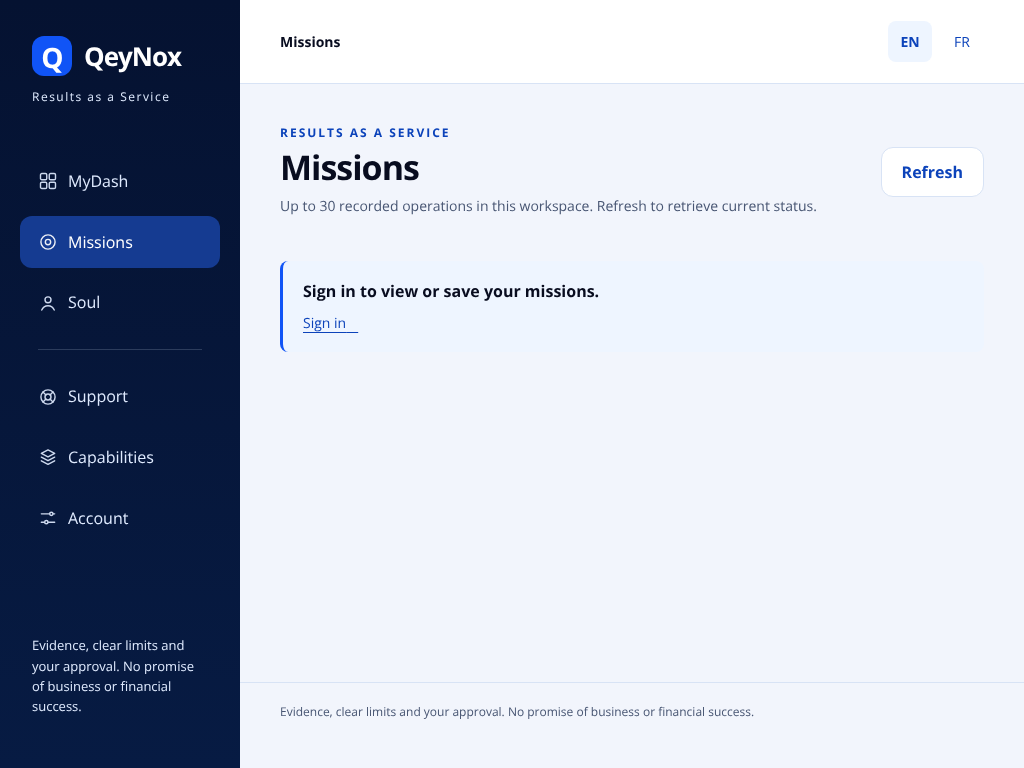 Q QeyNox
Results as a Service
MyDash
Missions
Soul
Support
Capabilities
Account
Evidence, clear limits and
your approval. No promise
of business or financial
success.
Missions
EN
FR
RESULTS AS A SERVICE
Missions
Up to 30 recorded operations in this workspace. Refresh to retrieve current status.
Refresh
Sign in to view or save your missions.
Sign in
Evidence, clear limits and your approval. No promise of business or financial success.